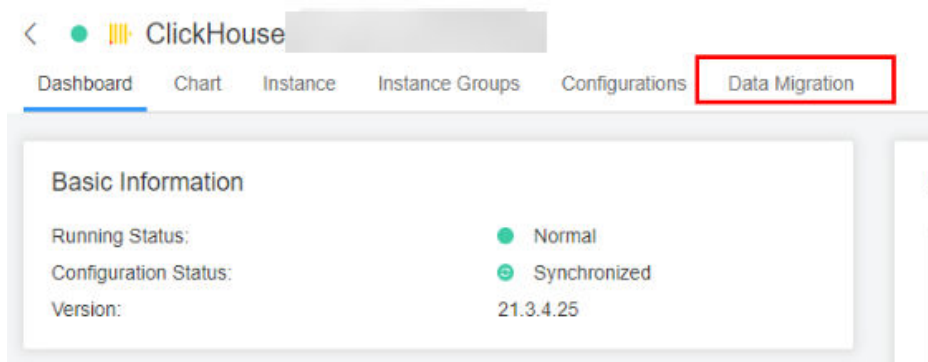 ClickHouse
Dashboard Chart Instance Instance Groups Configurations Data Migration
Basic Information
Running Status: Normal
Configuration Status: Synchronized
Version: 21.3.4.25